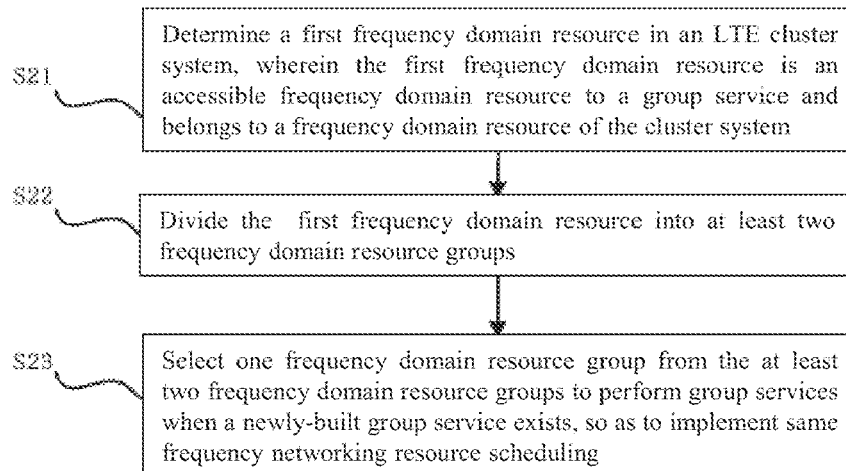 S21
Determine a first frequency domain resource in an LTE cluster
system, wherein the first frequency domain resource is an
accessible frequency domain resource to a group service and
belongs to a frequency domain resource of the cluster system
S22
Divide the first frequency domain resource into at least two
frequency domain resource groups
S23
Select one frequency domain resource group from the at least
two frequency domain resource groups to perform group services
when a newly-built group service exists, so as to implement same
frequency networking resource scheduling